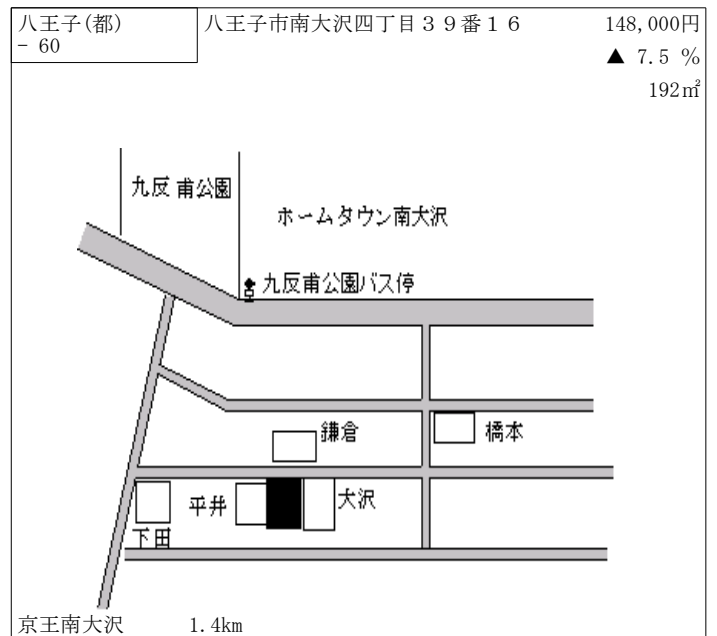 八王子(都)
- 60
八王子市南大沢四丁目３９番１６
148,000円
▲ 7.5 %
192㎡
九反甫公園
ホームタウン南大沢
九反甫公園バス停
鎌倉
橋本
平井
大沢
下田
京王南大沢 1.4km